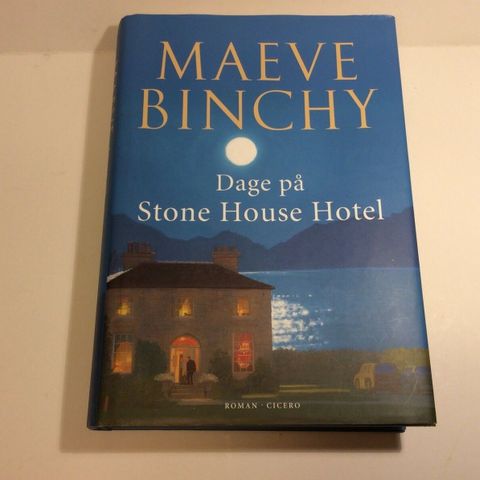 MAEVE
BINCHY
Dage på
Stone House Hotel
ROMAN · CICERO